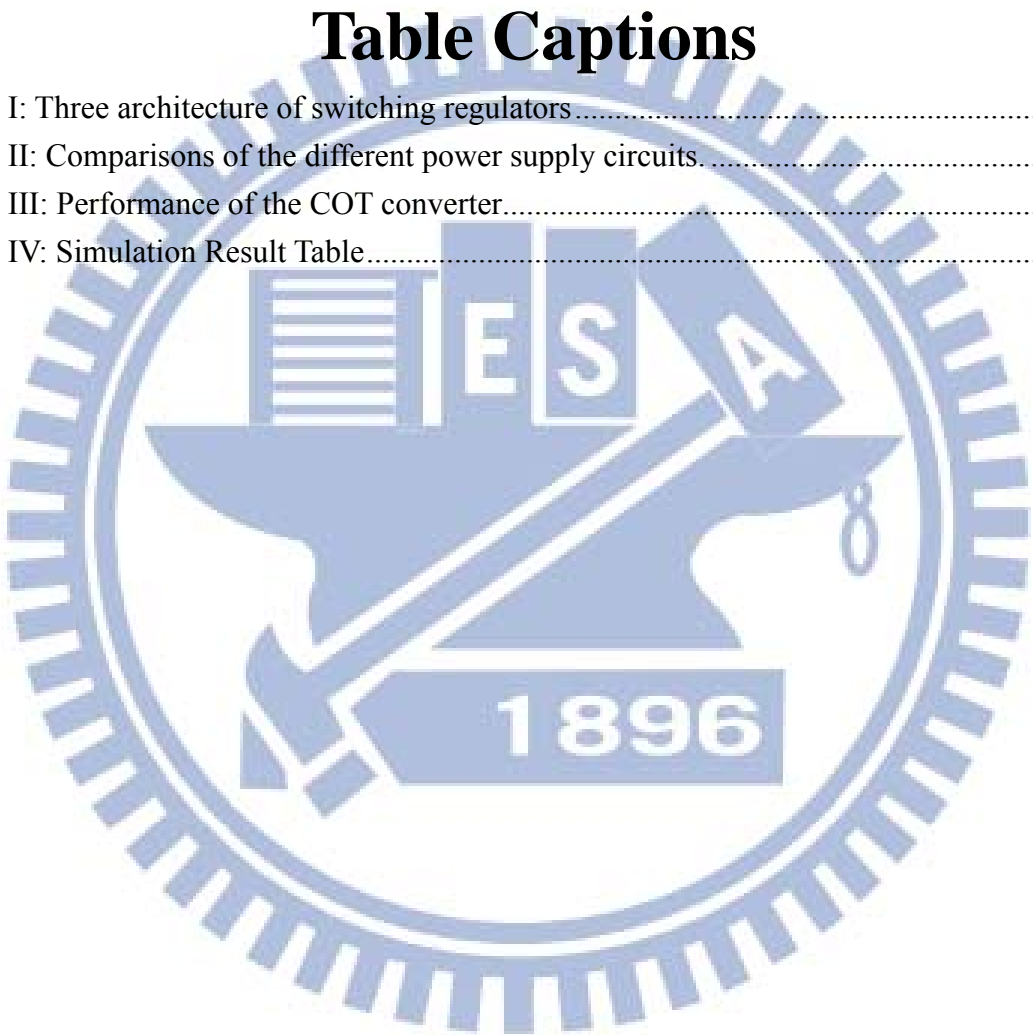 Table Captions
I: Three architecture of switching regulators..............................................................
II: Comparisons of the different power supply circuits. ..........................................
III: Performance of the COT converter.......................................................................
IV: Simulation Result Table.........................................................................................
E S A
1896